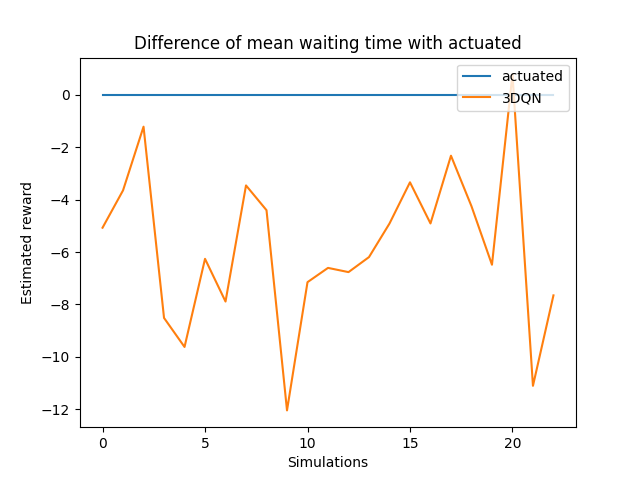 Difference of mean waiting time with actuated
actuated
3DQN
0
−2
−4
−6
−8
−10
−12
Estimated reward
0 5 10 15 20
Simulations